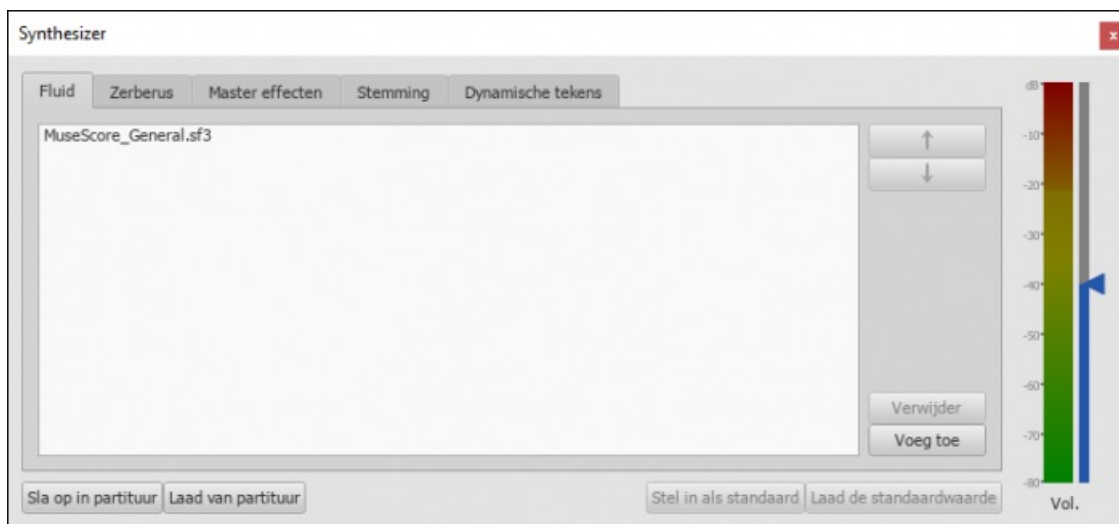 Synthesizer
x
Fluid Zerberus Master effecten Stemming Dynamische tekens
MuseScore_General.sf3
↑
↓
Verwijder
Voeg toe
Sla op in partituur Laad van partituur Stel in als standaard Laad de standaardwaarde
dB
-10
-20
-30
-40
-50
-60
-70
-80
Vol.